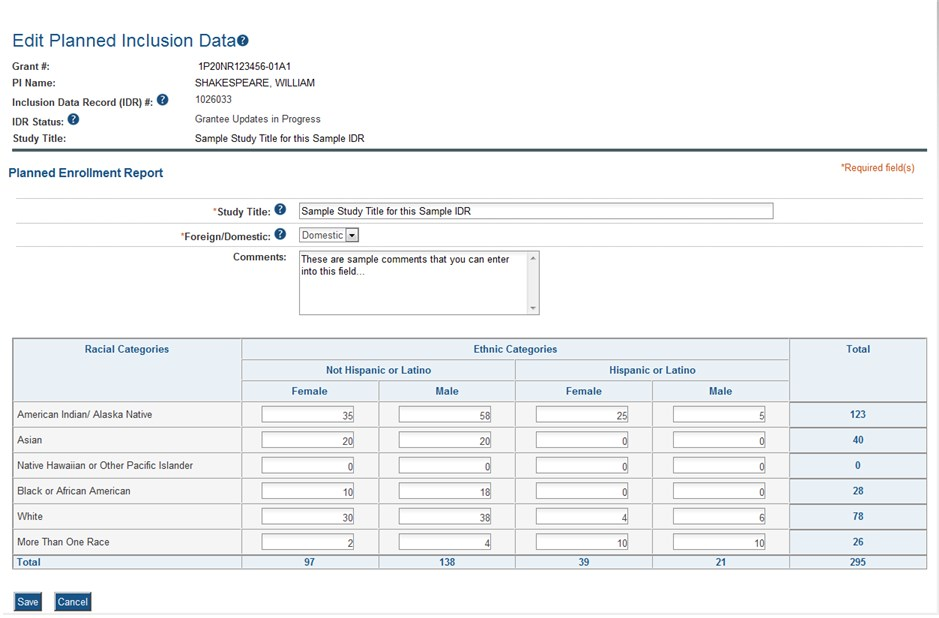 Edit Planned Inclusion Data?
Grant #: 1P20NR123456-01A1
PI Name: SHAKESPEARE, WILLIAM
Inclusion Data Record (IDR) #: ? 1026033
IDR Status: ? Grantee Updates in Progress
Study Title: Sample Study Title for this Sample IDR
Planned Enrollment Report *Required field(s)
*Study Title: ? Sample Study Title for this Sample IDR
*Foreign/Domestic: ? Domestic
Comments: These are sample comments that you can enter
into this field...
Racial Categories Ethnic Categories Total
Not Hispanic or Latino Hispanic or Latino
Female Male Female Male
American Indian/ Alaska Native 35 58 25 5 123
Asian 20 20 0 0 40
Native Hawaiian or Other Pacific Islander 0 0 0 0 0
Black or African American 10 18 0 0 28
White 30 38 4 6 78
More Than One Race 2 4 10 10 26
Total 97 138 39 21 295
Save Cancel